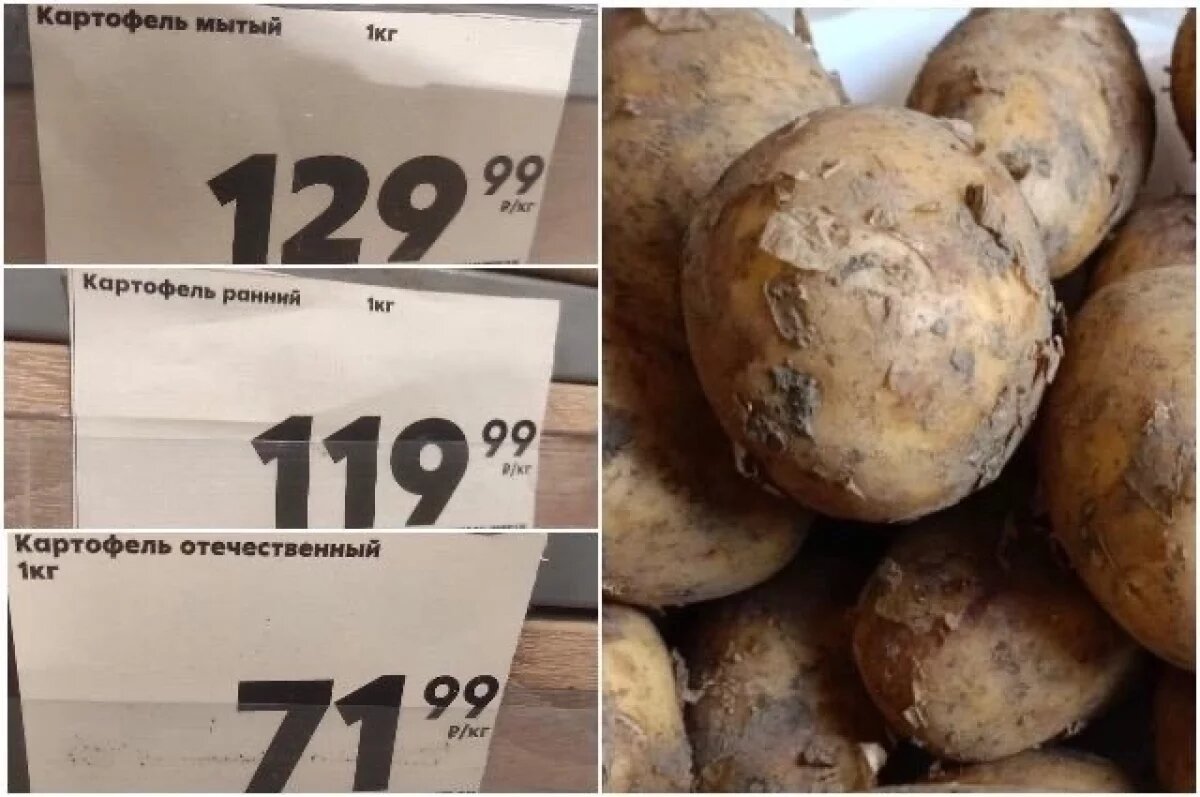 Картофель мытый 1кг
129 99
₽/кг
Картофель ранний 1кг
119 99
₽/кг
Картофель отечественный
1кг
71 99
₽/кг